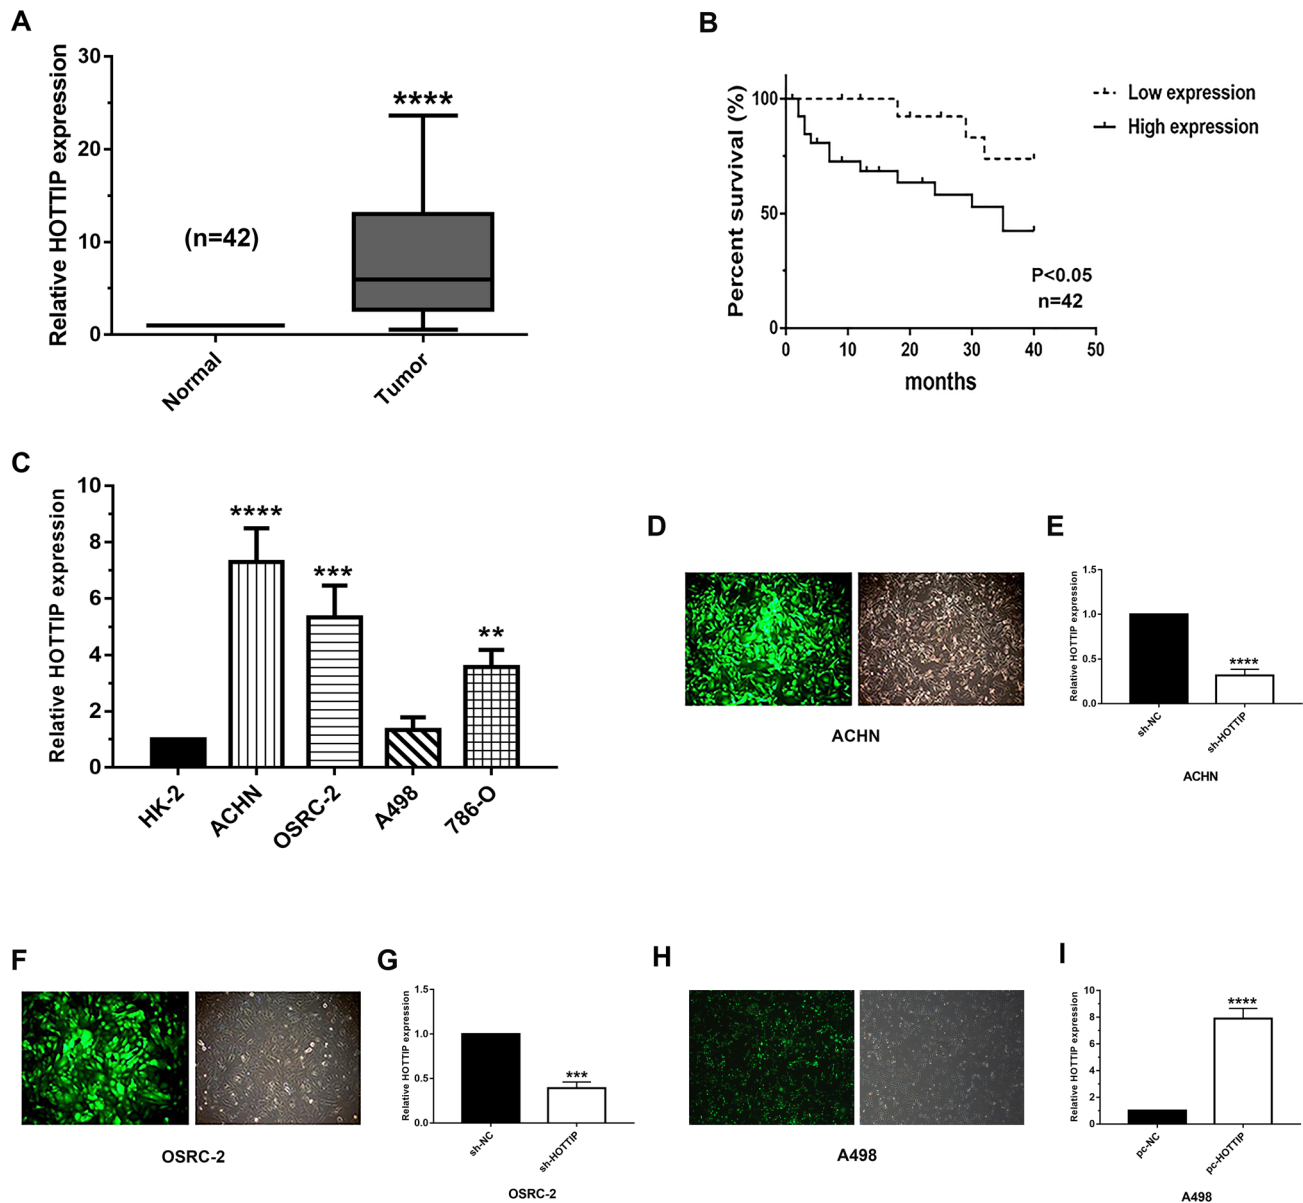 A
Relative HOTTIP expression
30
20
10
0
****
(n=42)
Normal
Tumor
B
Percent survival (%)
100
50
0
0
10
20
30
40
50
months
Low expression
High expression
P<0.05
n=42
C
Relative HOTTIP expression
10
8
6
4
2
0
****
***
**
HK-2
ACHN
OSRC-2
A498
786-O
D
ACHN
E
Relative HOTTIP expression
1.5
1.0
0.5
0.0
****
sh-NC
sh-HOTTIP
ACHN
F
OSRC-2
G
Relative HOTTIP expression
1.5
1.0
0.5
0.0
***
sh-NC
sh-HOTTIP
OSRC-2
H
A498
I
Relative HOTTIP expression
10
8
6
4
2
0
****
pc-NC
pc-HOTTIP
A498